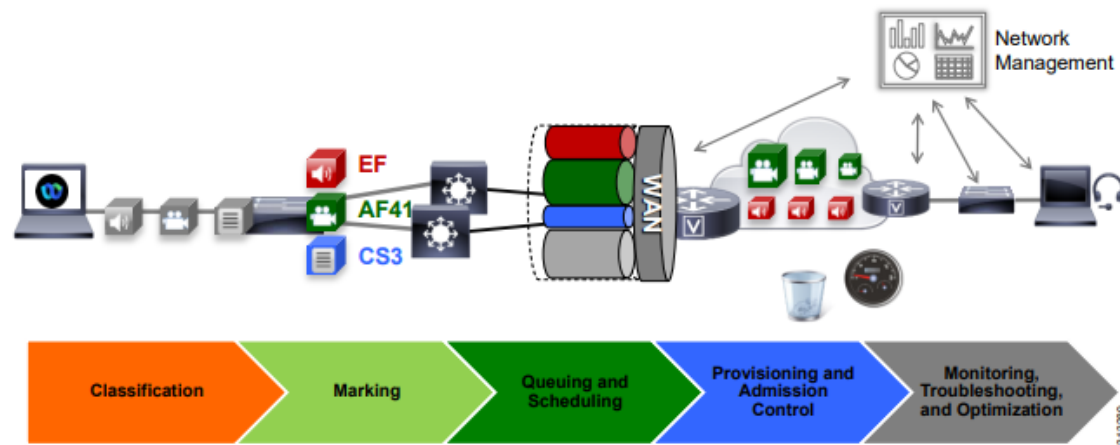 Network
Management
EF
AF41
CS3
WAN
V
V
Classification
Marking
Queuing and
Scheduling
Provisioning and
Admission
Control
Monitoring,
Troubleshooting,
and Optimization